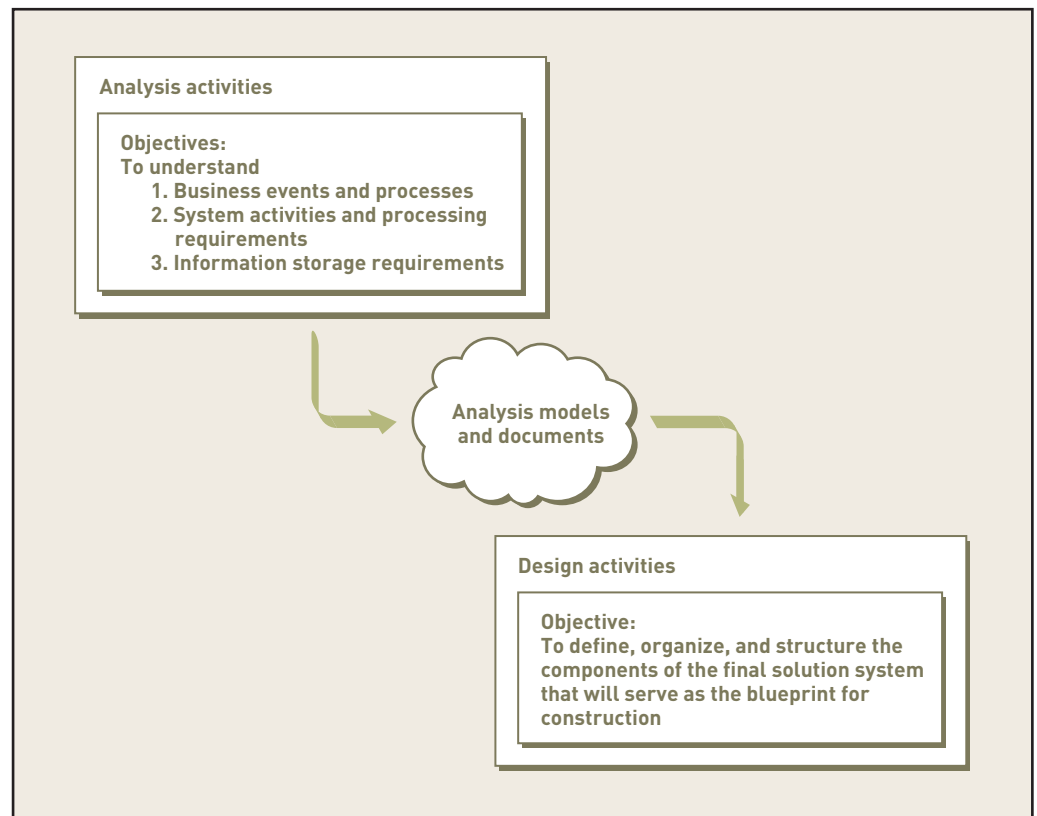 Analysis activities
Objectives:
To understand
1. Business events and processes
2. System activities and processing
requirements
3. Information storage requirements
Analysis models
and documents
Design activities
Objective:
To define, organize, and structure the
components of the final solution system
that will serve as the blueprint for
construction